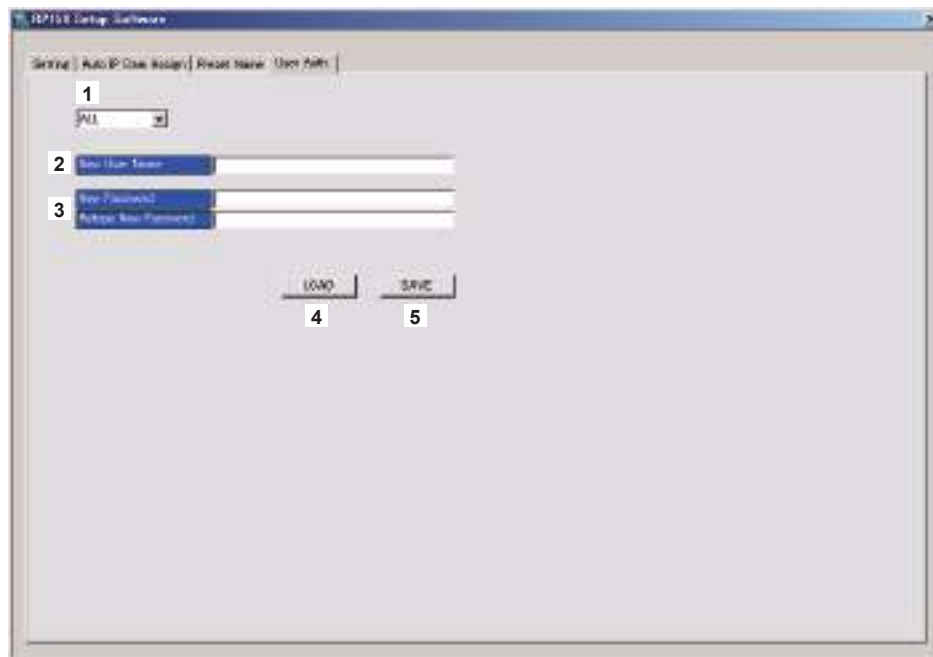 RP150 Setup Software
Setting Auto IP Cam Assign Preset Name User Auth.
1
ALL
2 New User Name
New Password
3
Retype New Password
LOAD SAVE
4 5